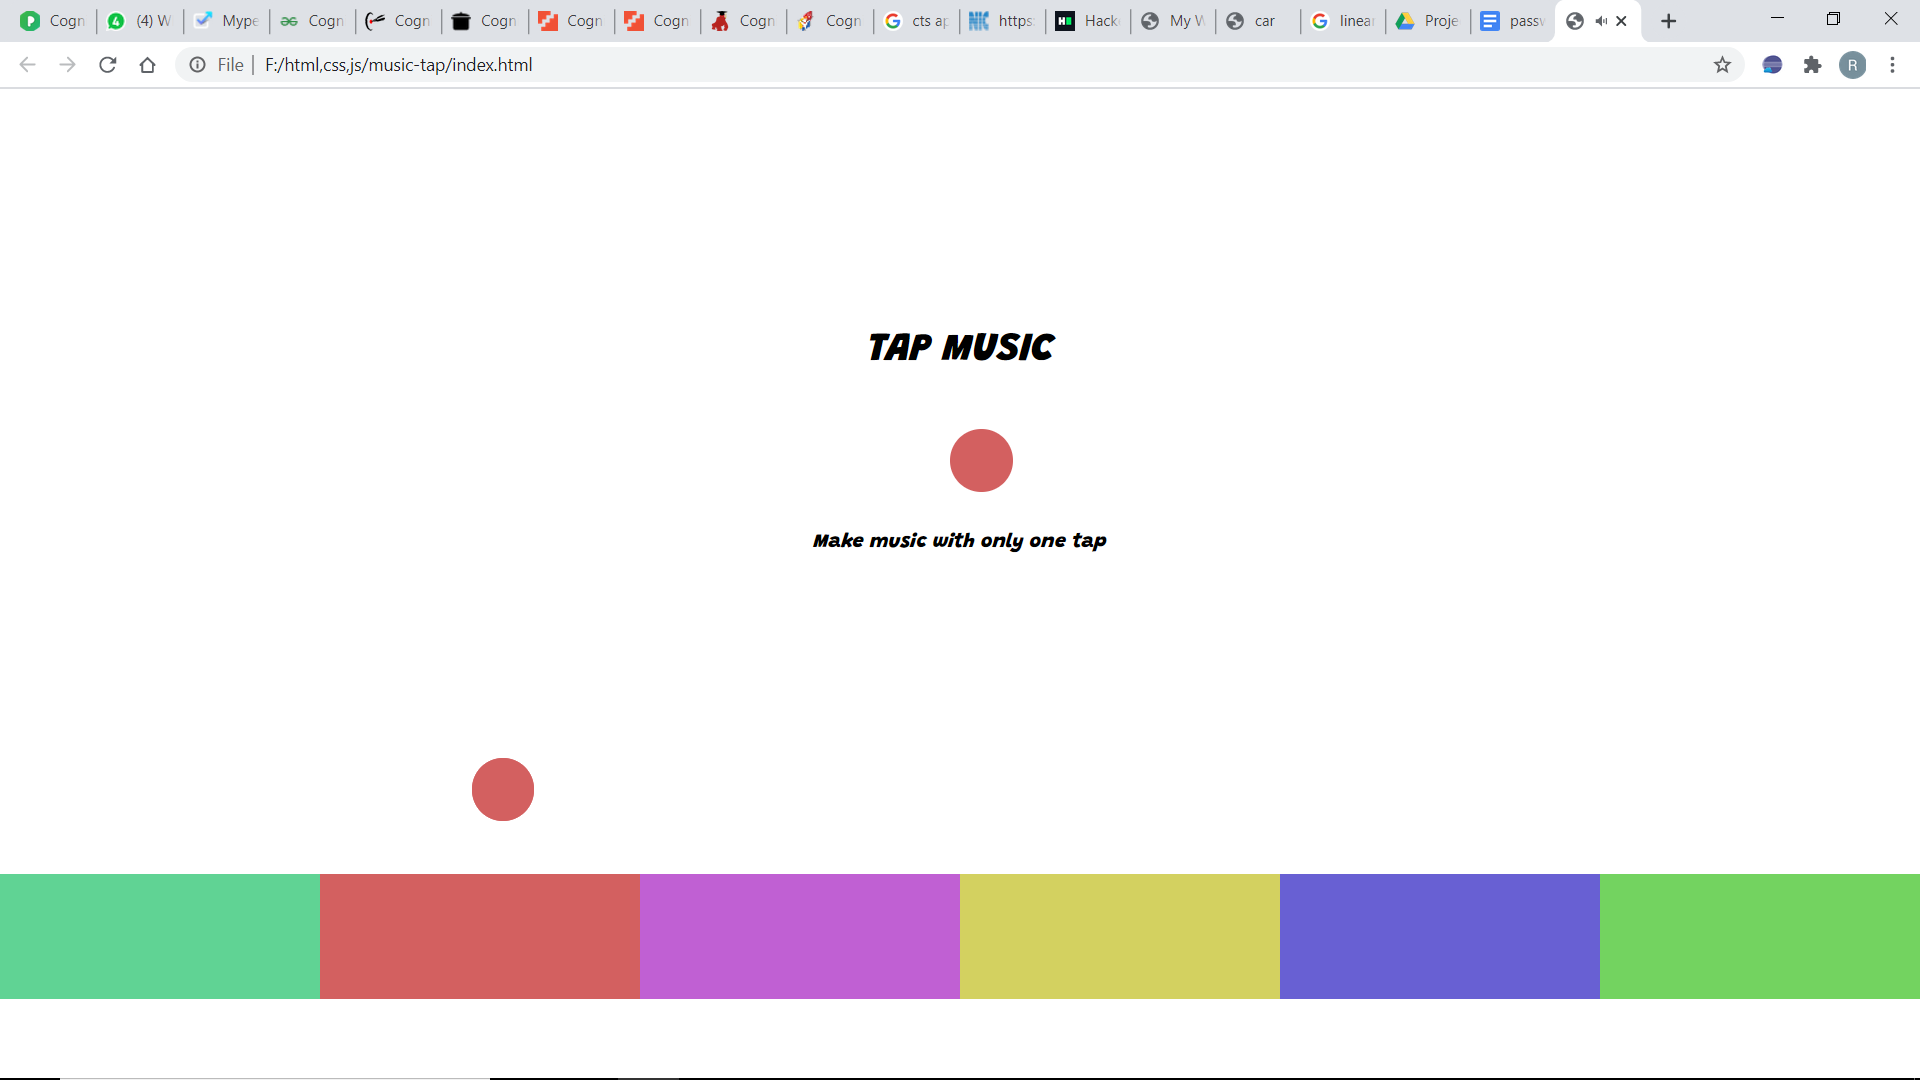 Cogn (4) W Mype Cogn Cogn Cogn Cogn Cogn Cogn Cogn cts ap https: Hack My W car linear Proje passw
File F:/html,css,js/music-tap/index.html R
TAP MUSIC
Make music with only one tap